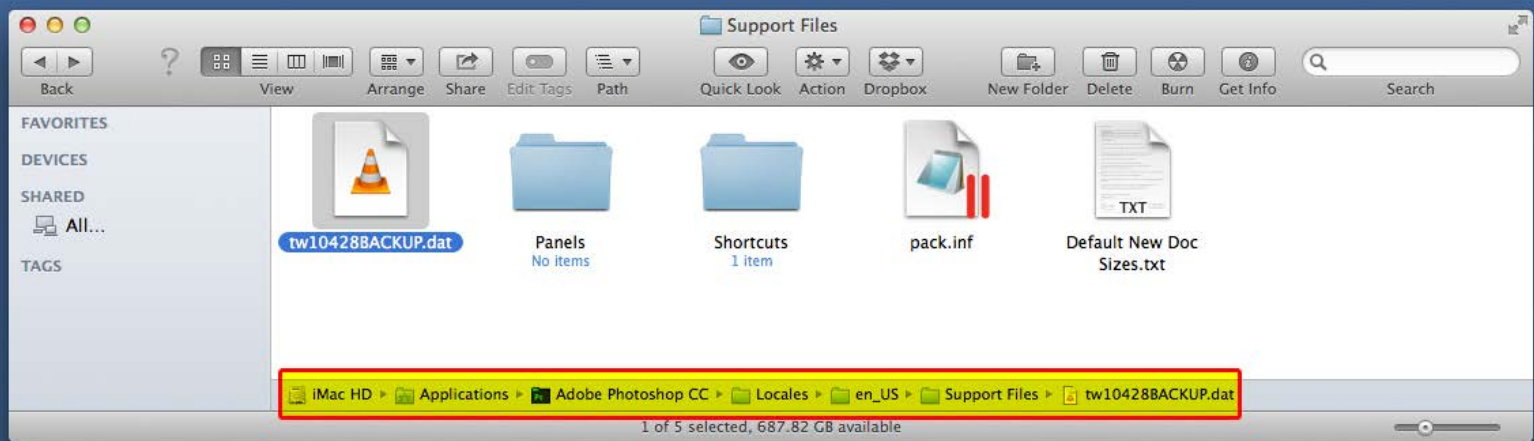 Support Files
Back
View
Arrange
Share
Edit Tags
Path
Quick Look
Action
Dropbox
New Folder
Delete
Burn
Get Info
Search
FAVORITES
DEVICES
SHARED
All...
TAGS
tw10428BACKUP.dat
Panels
No items
Shortcuts
1 item
pack.inf
TXT
Default New Doc
Sizes.txt
iMac HD ▸ Applications ▸ Adobe Photoshop CC ▸ Locales ▸ en_US ▸ Support Files ▸ tw10428BACKUP.dat
1 of 5 selected, 687.82 GB available